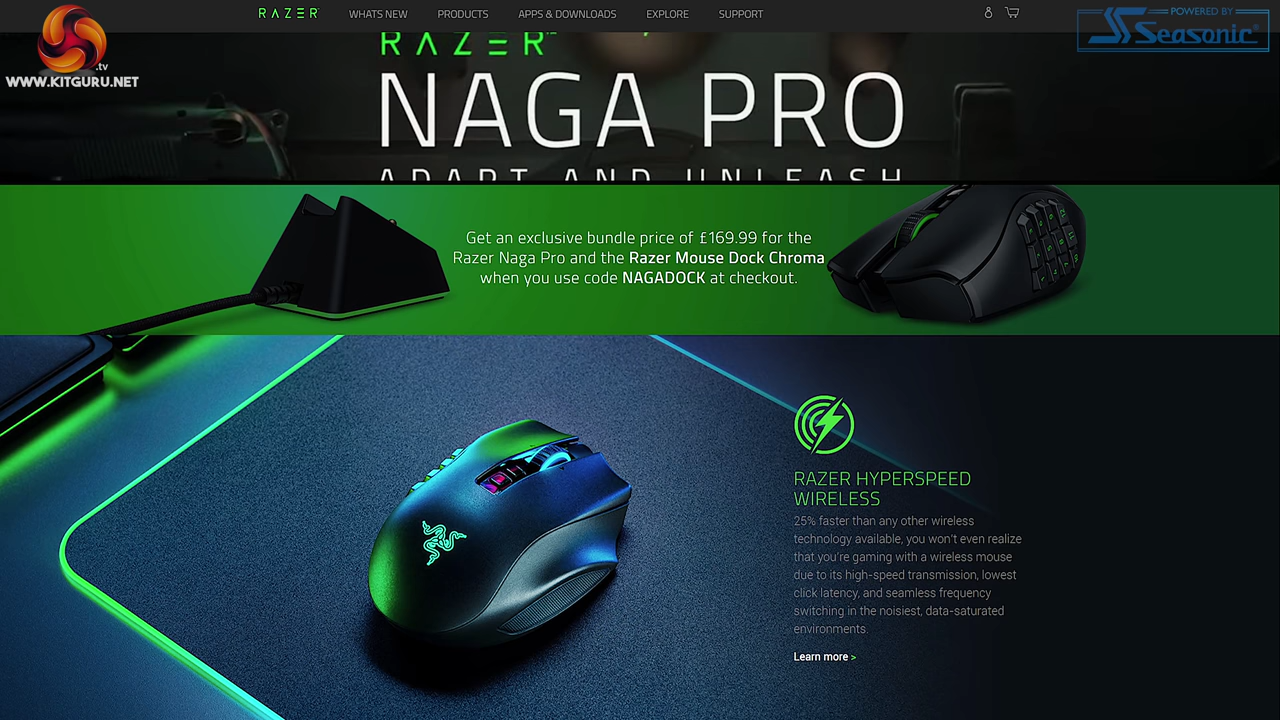 RAZER
WHATS NEW
PRODUCTS
APPS & DOWNLOADS
EXPLORE
SUPPORT
POWERED BY
Seasonic
.tv
WWW.KITGURU.NET
RAZER
NAGA PRO
ADAPT AND UNLEASH
Get an exclusive bundle price of £169.99 for the
Razer Naga Pro and the Razer Mouse Dock Chroma
when you use code NAGADOCK at checkout.
RAZER HYPERSPEED
WIRELESS
25% faster than any other wireless
technology available, you won't even realize
that you're gaming with a wireless mouse
due to its high-speed transmission, lowest
click latency, and seamless frequency
switching in the noisiest, data-saturated
environments.
Learn more >